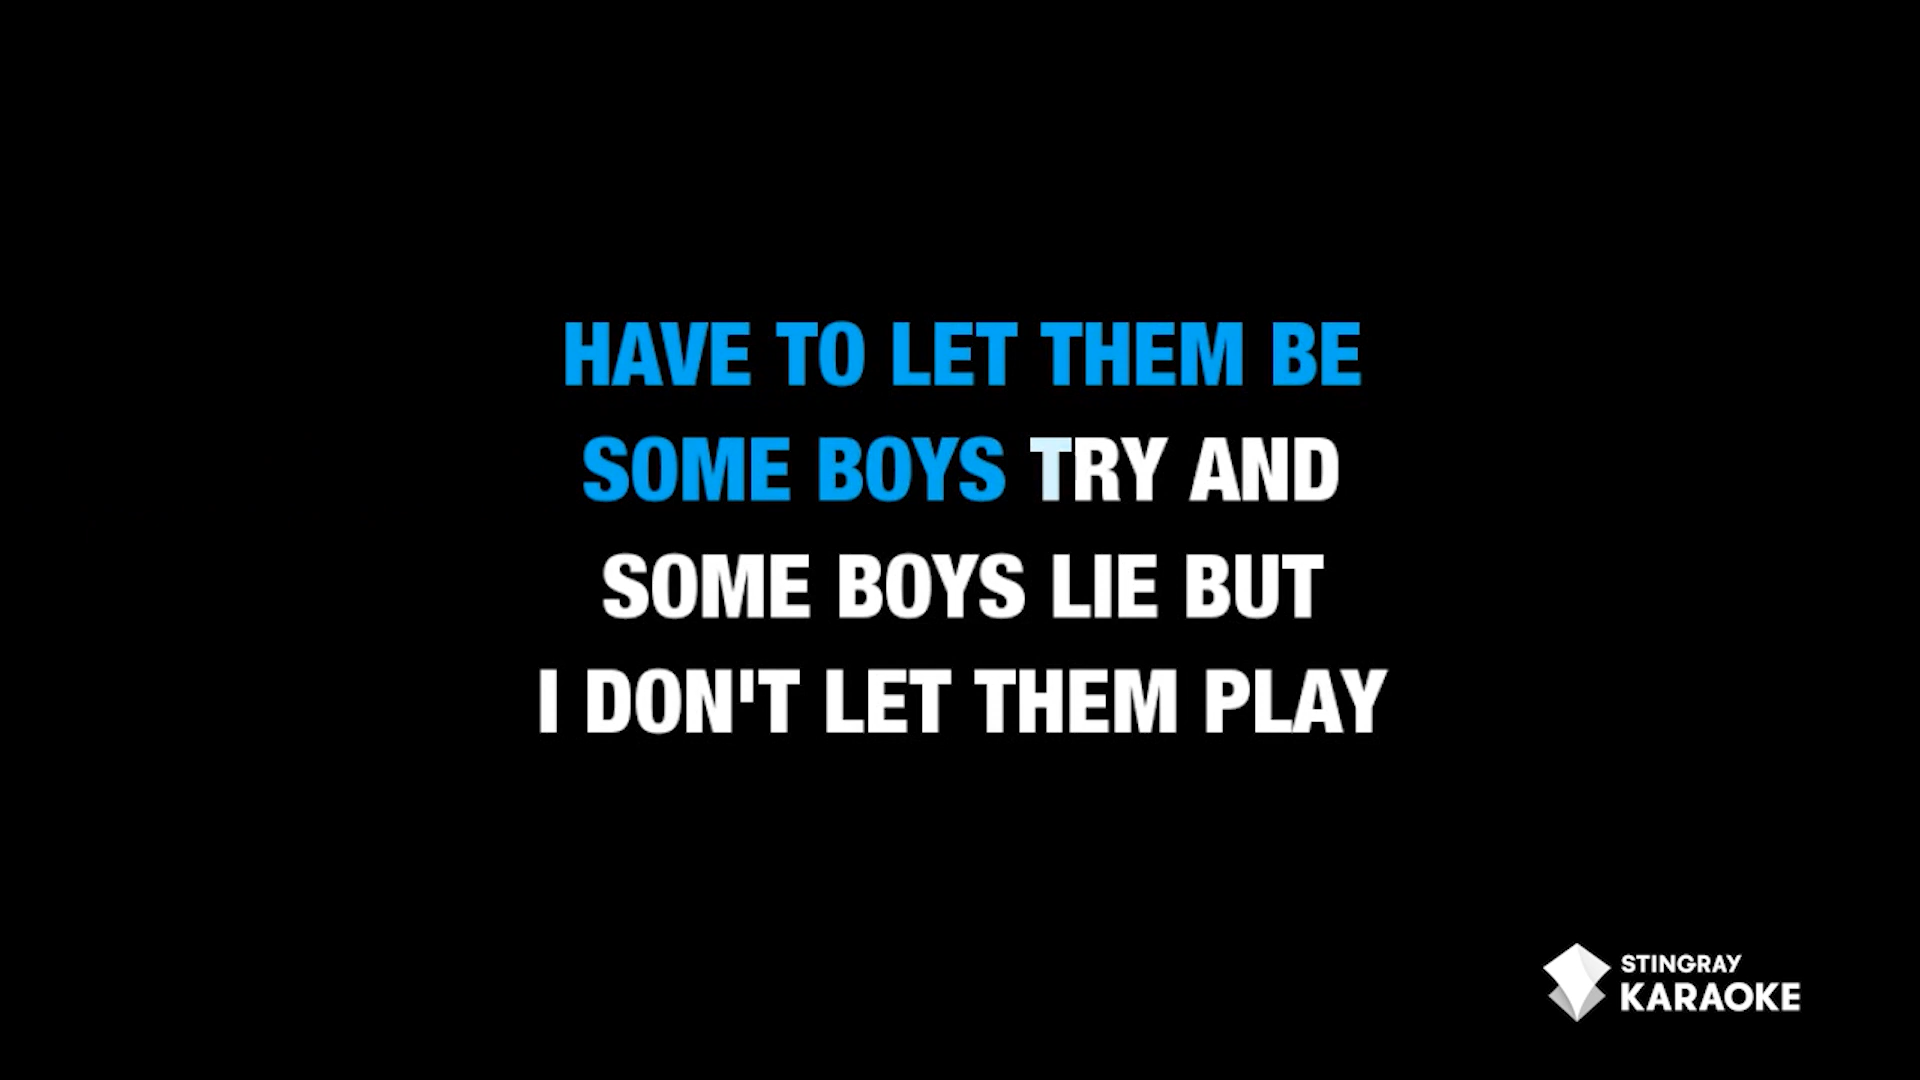 HAVE TO LET THEM BE
SOME BOYS TRY AND
SOME BOYS LIE BUT
I DON'T LET THEM PLAY
STINGRAY
KARAOKE